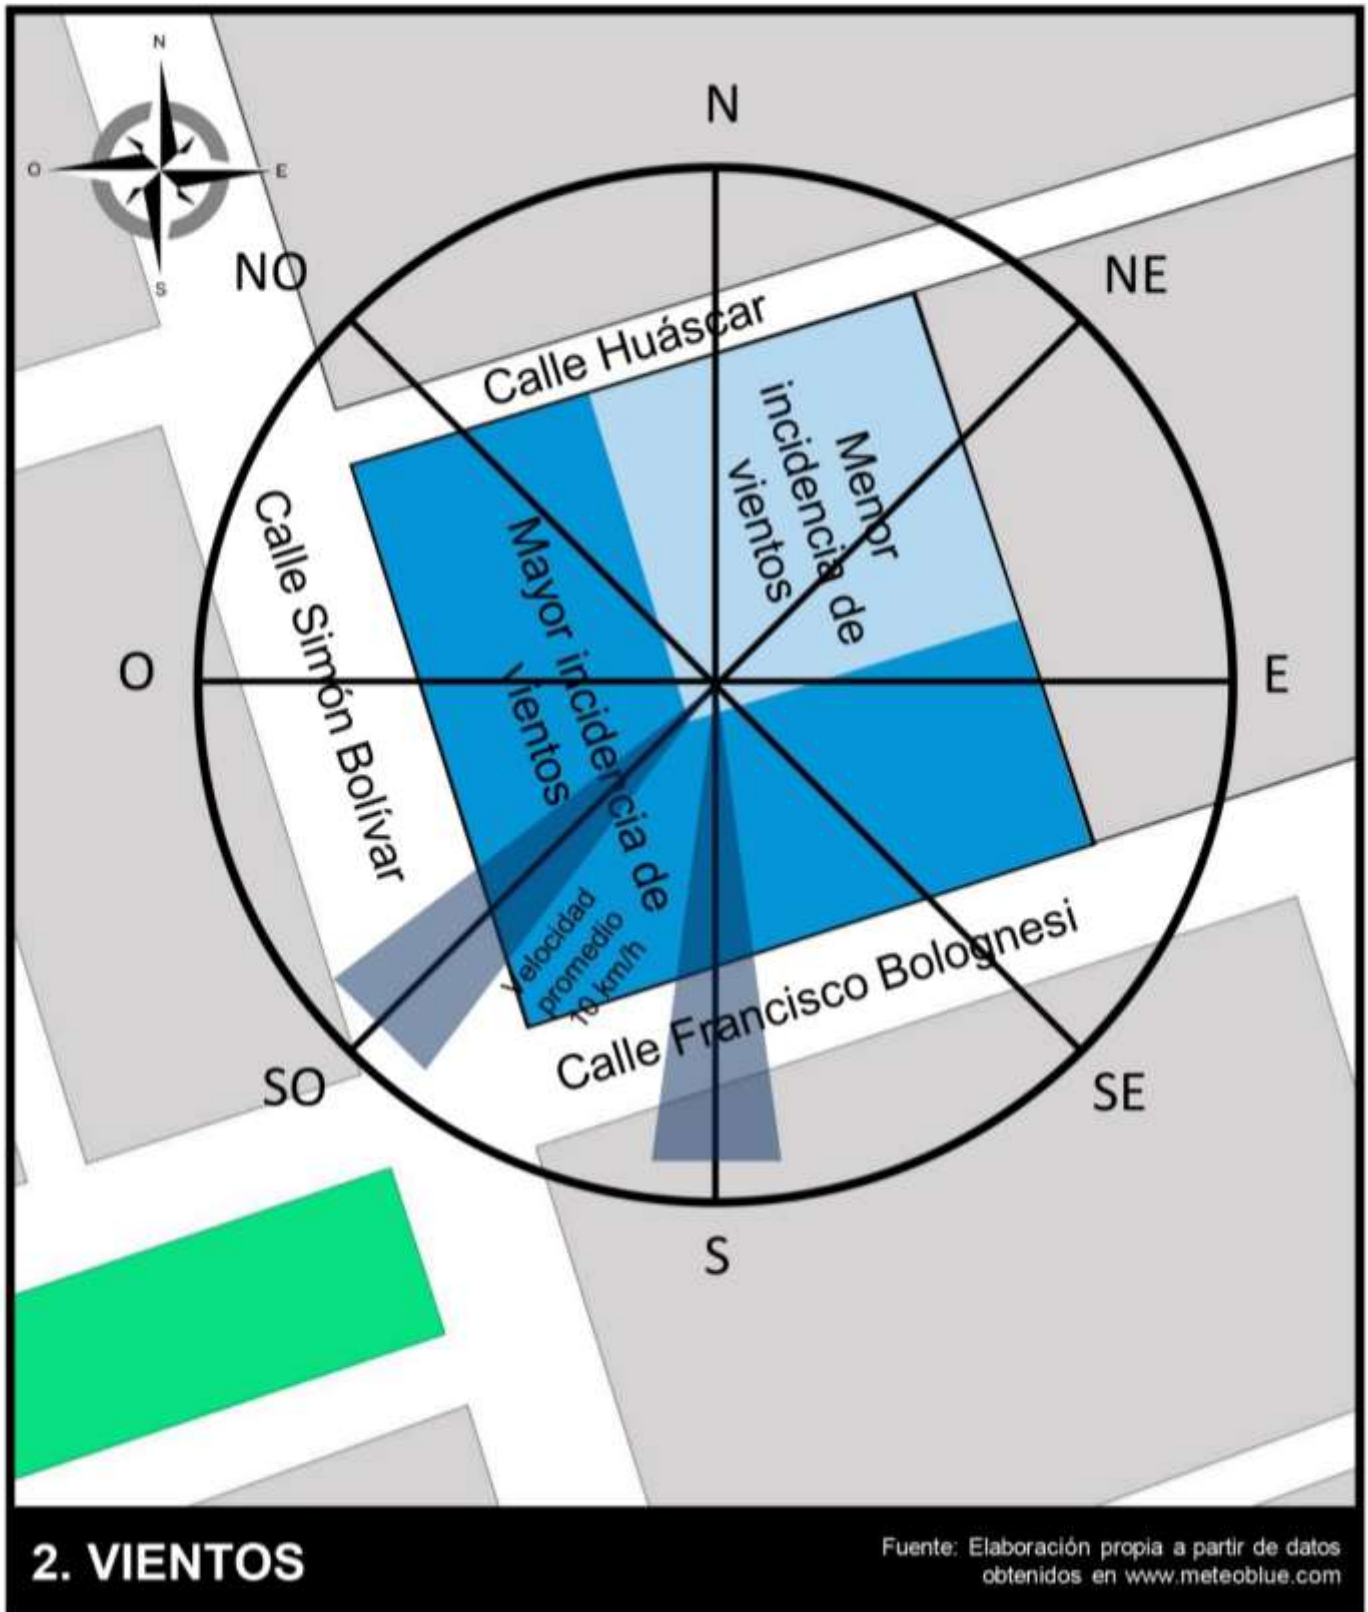 N
O
E
S
N
NO
NE
Calle Huáscar
Menor
incidencia de
vientos
Calle Simón Bolívar
Mayor incidencia de
vientos
O
E
velocidad
promedio
10 km/h
Calle Francisco Bolognesi
SO
SE
S
2. VIENTOS
Fuente: Elaboración propia a partir de datos
obtenidos en www.meteoblue.com